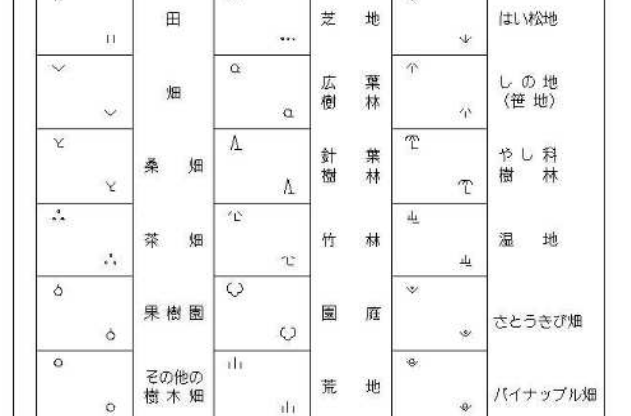 田
芝 地
はい松地
畑
広 葉
樹 林
しの地
(笹地)
桑 畑
針 葉
樹 林
やし科
樹 林
茶 畑
竹 林
湿 地
果樹園
園 庭
さとうきび畑
その他の
樹木畑
荒 地
パイナップル畑